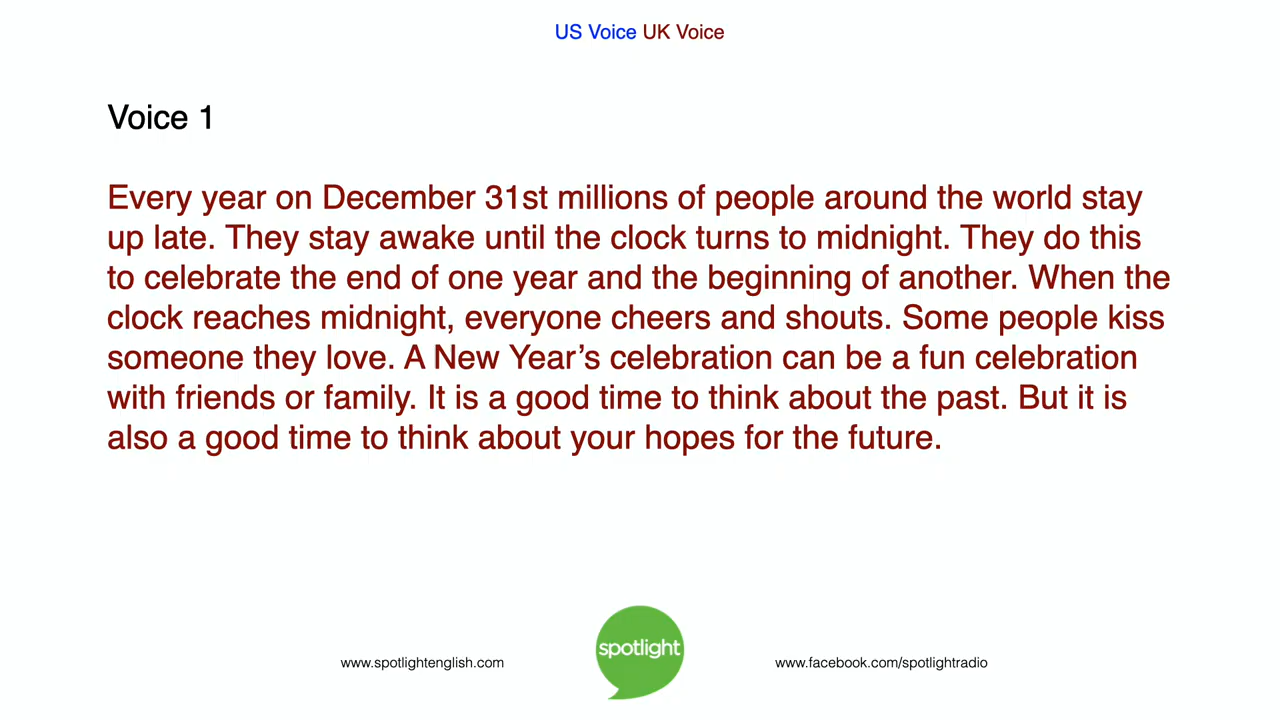 US Voice UK Voice
Voice 1
Every year on December 31st millions of people around the world stay
up late. They stay awake until the clock turns to midnight. They do this
to celebrate the end of one year and the beginning of another. When the
clock reaches midnight, everyone cheers and shouts. Some people kiss
someone they love. A New Year’s celebration can be a fun celebration
with friends or family. It is a good time to think about the past. But it is
also a good time to think about your hopes for the future.
www.spotlightenglish.com
spotlight
www.facebook.com/spotlightradio